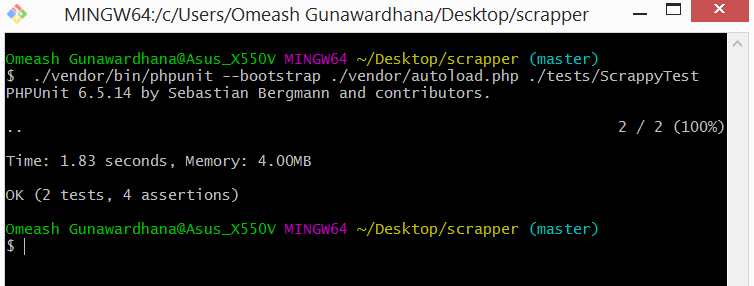 MINGW64:/c/Users/Omeash Gunawardhana/Desktop/scrapper
Omeash Gunawardhana@Asus_X550V MINGW64 ~/Desktop/scrapper (master)
$  ./vendor/bin/phpunit --bootstrap ./vendor/autoload.php ./tests/ScrappyTest
PHPUnit 6.5.14 by Sebastian Bergmann and contributors.
.. 2 / 2 (100%)
Time: 1.83 seconds, Memory: 4.00MB
OK (2 tests, 4 assertions)
Omeash Gunawardhana@Asus_X550V MINGW64 ~/Desktop/scrapper (master)
$